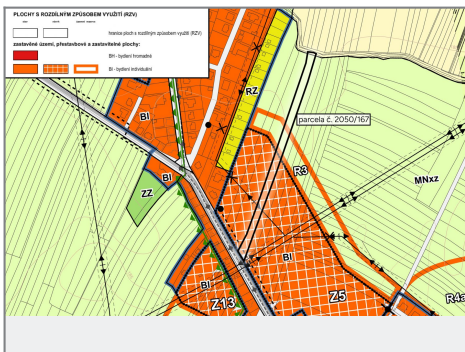 PLOCHY S ROZDÍLNÝM ZPŮSOBEM VYUŽITÍ (RZV)
hranice ploch s rozdílným způsobem využití (RZV)
zastavěné území, přestavbové a zastavitelné plochy:
BH - bydlení hromadné
BI - bydlení individuální
RZ
BI
parcela č. 2050/167
R3
MNxz
BI
ZZ
BI
BI
Z13
Z5
R4a